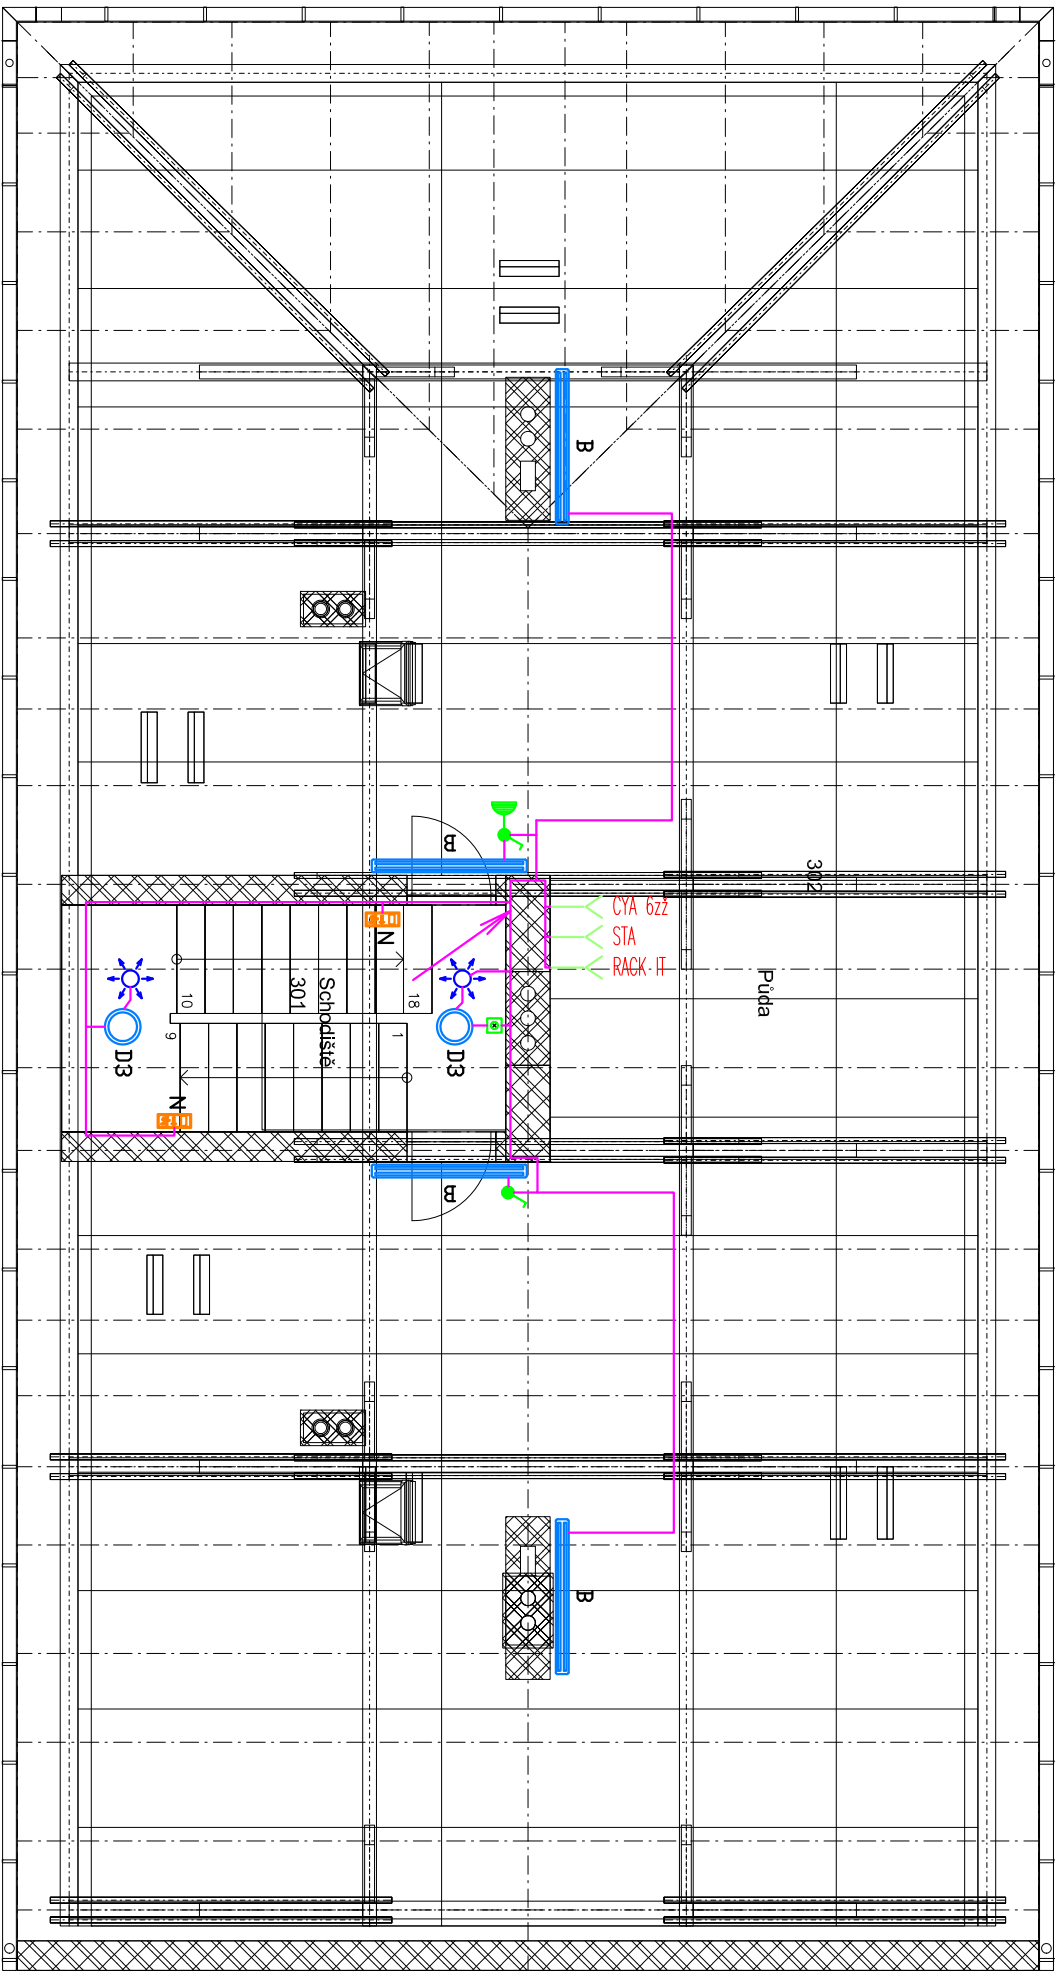 B
B
302
CYA 6zž
STA
RACK-IT
N
Půda
10
18
Schodiště
301
9
1
D3
D3
N
B
B